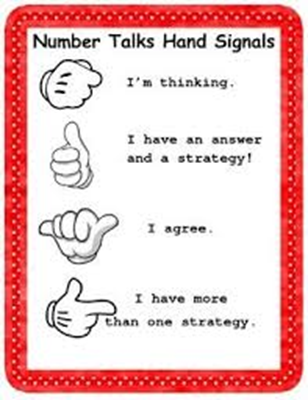 Number Talks Hand Signals
I'm thinking.
I have an answer
and a strategy!
I agree.
I have more
than one strategy.